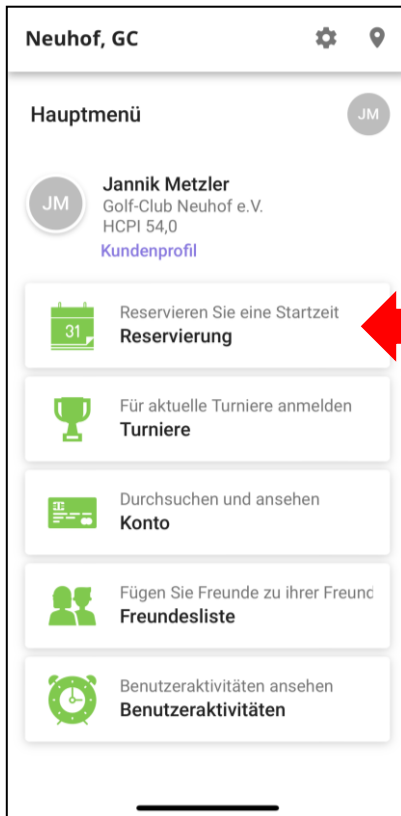 Neuhof, GC
Hauptmenü
JM
JM
Jannik Metzler
Golf-Club Neuhof e.V.
HCPI 54,0
Kundenprofil
31
Reservieren Sie eine Startzeit
Reservierung
Für aktuelle Turniere anmelden
Turniere
Durchsuchen und ansehen
Konto
Fügen Sie Freunde zu ihrer Freund
Freundesliste
Benutzeraktivitäten ansehen
Benutzeraktivitäten